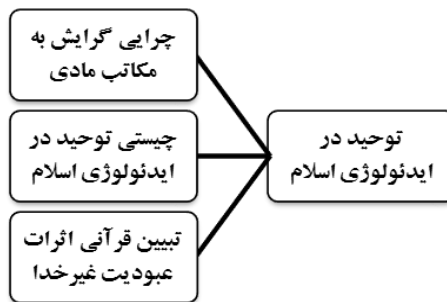 توحید در
ایدئولوژی اسلام
چرایی گرایش به
مکاتب مادی
چیستی توحید در
ایدئولوژی اسلام
تبیین قرآنی اثرات
عبودیت غیرخدا